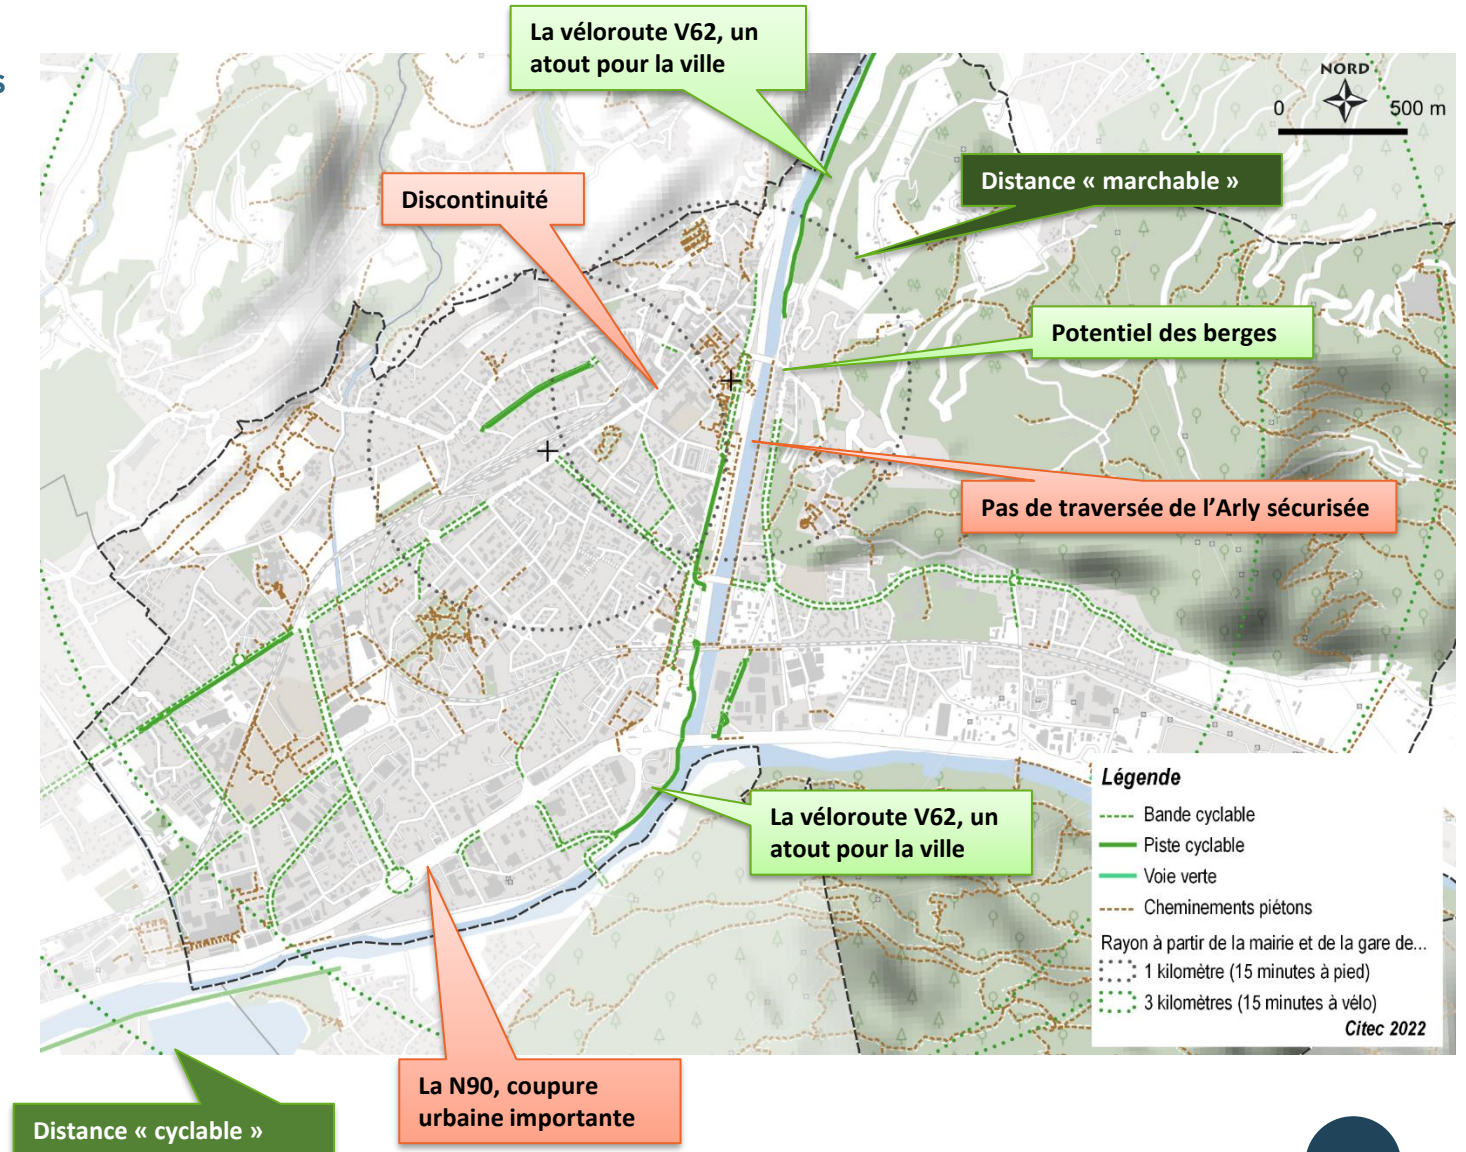 La véloroute V62, un
atout pour la ville
s
NORD
0 500 m
Distance « marchable »
Discontinuité
Potentiel des berges
Pas de traversée de l'Arly sécurisée
Légende
Bande cyclable
Piste cyclable
Voie verte
Cheminements piétons
Rayon à partir de la mairie et de la gare de...
1 kilomètre (15 minutes à pied)
3 kilomètres (15 minutes à vélo)
Citec 2022
La véloroute V62, un
atout pour la ville
La N90, coupure
urbaine importante
Distance « cyclable »